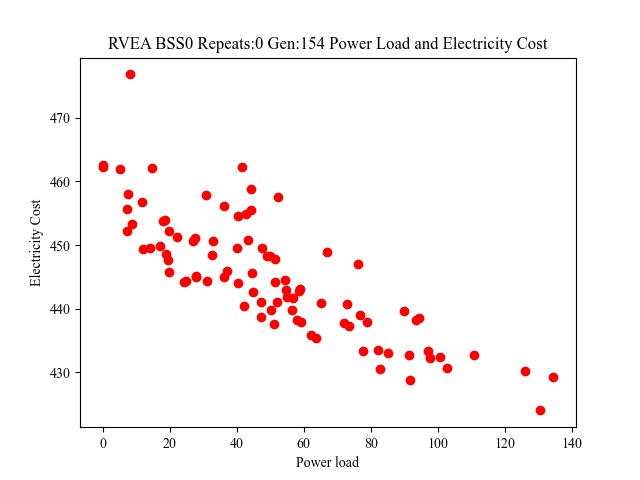 RVEA BSS0 Repeats:0 Gen:154 Power Load and Electricity Cost
470
460
450
440
430
Electricity Cost
0 20 40 60 80 100 120 140
Power load